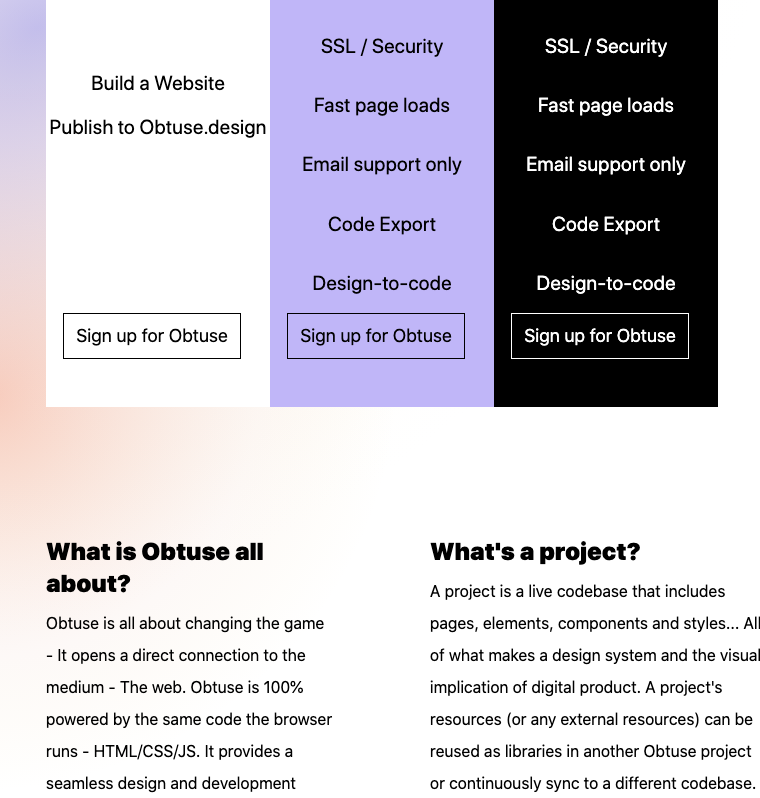 Build a Website
Publish to Obtuse.design
Sign up for Obtuse
SSL / Security
Fast page loads
Email support only
Code Export
Design-to-code
Sign up for Obtuse
SSL / Security
Fast page loads
Email support only
Code Export
Design-to-code
Sign up for Obtuse
What is Obtuse all
about?
Obtuse is all about changing the game
- It opens a direct connection to the
medium - The web. Obtuse is 100%
powered by the same code the browser
runs - HTML/CSS/JS. It provides a
seamless design and development
What's a project?
A project is a live codebase that includes
pages, elements, components and styles... All
of what makes a design system and the visual
implication of digital product. A project's
resources (or any external resources) can be
reused as libraries in another Obtuse project
or continuously sync to a different codebase.